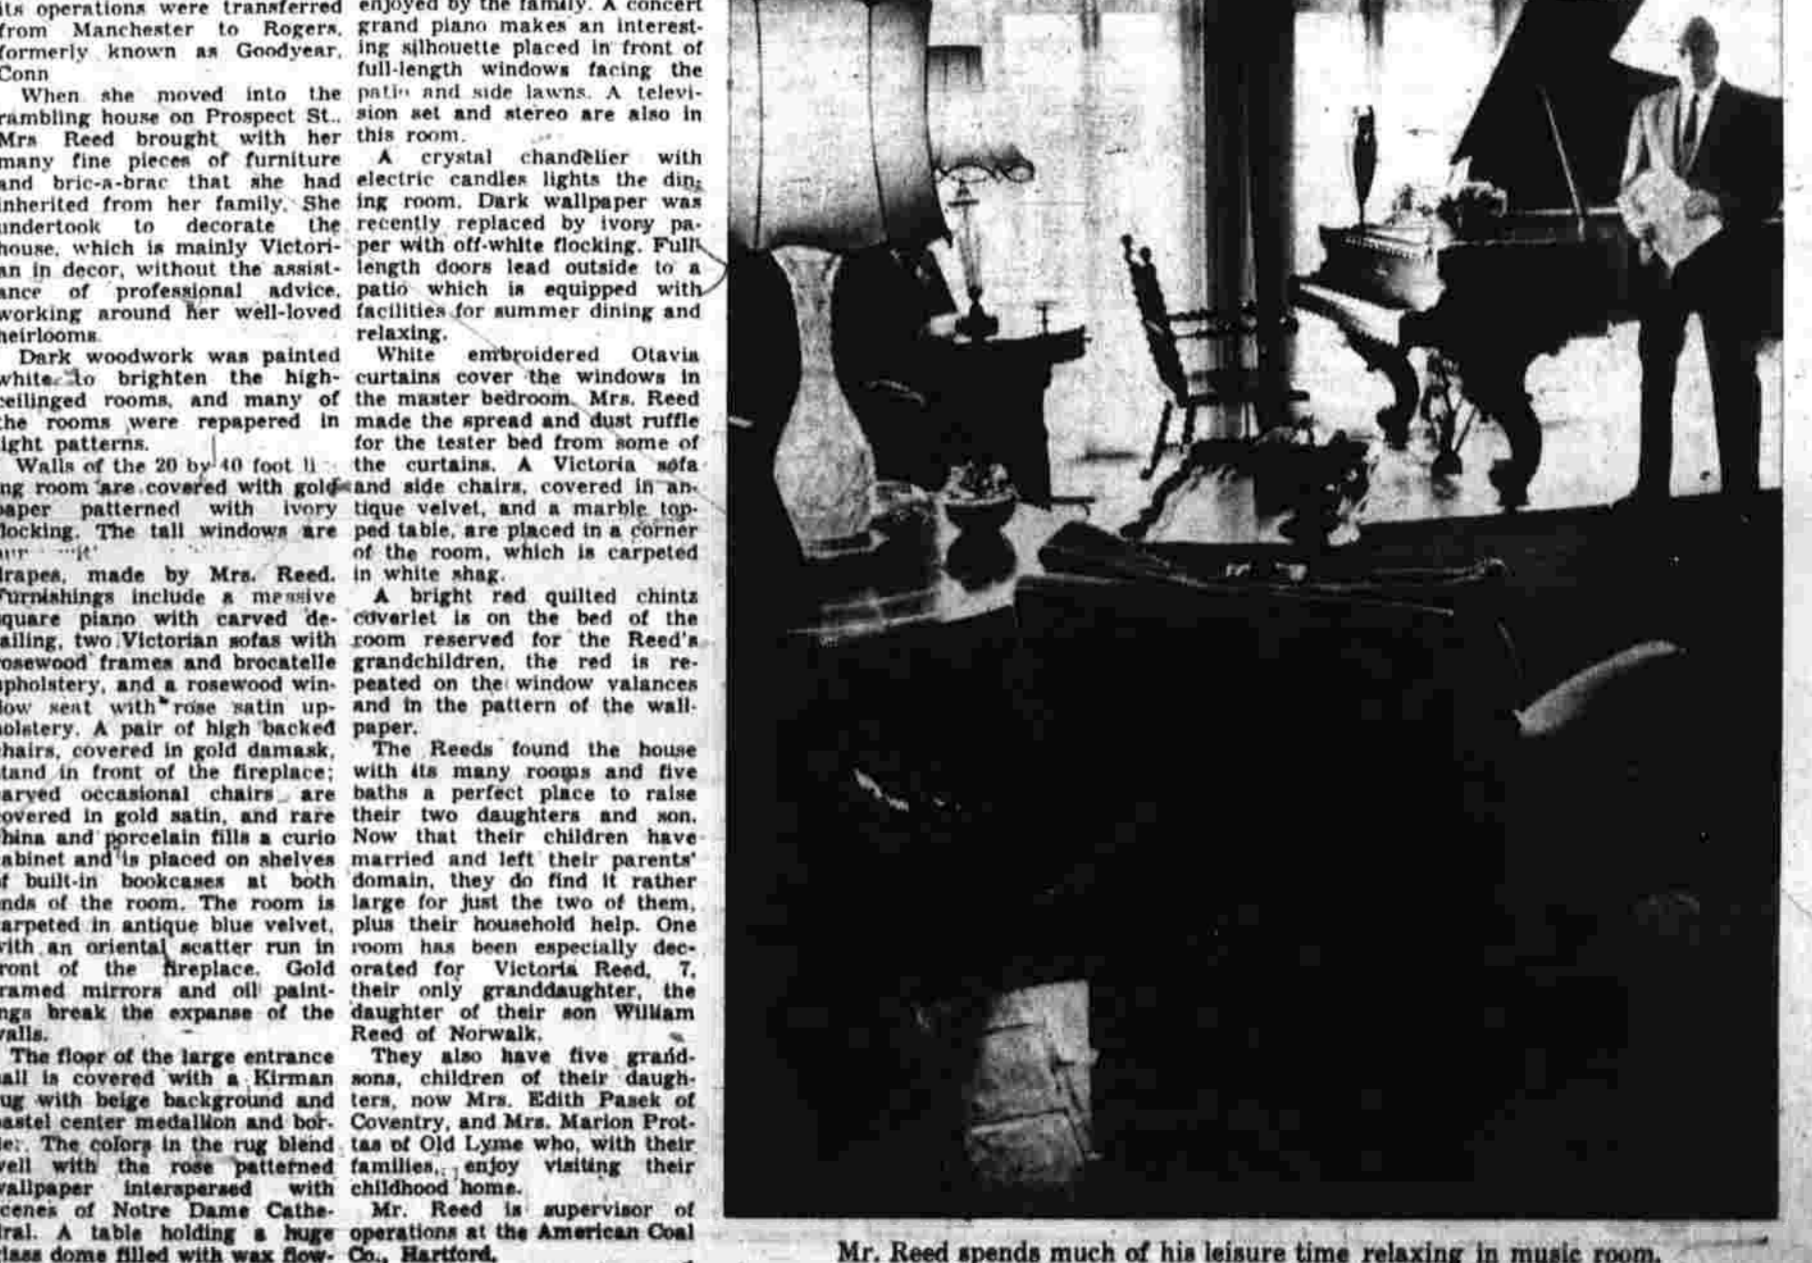 its operations were transferred
from Manchester to Rogers,
formerly known as Goodyear,
Conn
When she moved into the
rambling house on Prospect St.,
Mrs Reed brought with her
many fine pieces of furniture
and bric-a-brac that she had
inherited from her family. She
undertook to decorate the
house, which is mainly Victori-
an in decor, without the assist-
ance of professional advice,
working around her well-loved
heirlooms.
Dark woodwork was painted
white to brighten the high-
ceilinged rooms, and many of
the rooms were repapered in
ight patterns.
Walls of the 20 by 40 foot li
ng room are covered with gold
paper patterned with ivory
flocking. The tall windows are
drapes, made by Mrs. Reed.
Furnishings include a massive
quare piano with carved de-
ailing, two Victorian sofas with
rosewood frames and brocatelle
upholstery, and a rosewood win-
dow seat with rose satin up-
olstery. A pair of high backed
hairs, covered in gold damask,
tand in front of the fireplace;
arved occasional chairs are
overed in gold satin, and rare
hina and porcelain fills a curio
abinet and is placed on shelves
f built-in bookcases at both
nds of the room. The room is
arpeted in antique blue velvet,
ith an oriental scatter run in
ront of the fireplace. Gold
ramed mirrors and oil paint-
ngs break the expanse of the
valls.
The floor of the large entrance
all is covered with a Kirman
ug with beige background and
astel center medallion and bor-
der. The colors in the rug blend
well with the rose patterned
wallpaper interspersed with
cenes of Notre Dame Cathe-
dral. A table holding a huge
lass dome filled with wax flow-
enjoyed by the family. A concert
grand piano makes an interest-
ing silhouette placed in front of
full-length windows facing the
patio and side lawns. A televi-
sion set and stereo are also in
this room.
A crystal chandelier with
electric candles lights the din-
ing room. Dark wallpaper was
recently replaced by ivory pa-
per with off-white flocking. Full
length doors lead outside to a
patio which is equipped with
facilities for summer dining and
relaxing.
White embroidered Otavia
curtains cover the windows in
the master bedroom. Mrs. Reed
made the spread and dust ruffle
for the tester bed from some of
the curtains. A Victoria sofa
and side chairs, covered in an-
tique velvet, and a marble top-
ped table, are placed in a corner
of the room, which is carpeted
in white shag.
A bright red quilted chintz
coverlet is on the bed of the
room reserved for the Reed's
grandchildren, the red is re-
peated on the window valances
and in the pattern of the wall-
paper.
The Reeds found the house
with its many rooms and five
baths a perfect place to raise
their two daughters and son.
Now that their children have
married and left their parents'
domain, they do find it rather
large for just the two of them,
plus their household help. One
room has been especially dec-
orated for Victoria Reed, 7,
their only granddaughter, the
daughter of their son William
Reed of Norwalk.
They also have five grand-
sons, children of their daugh-
ters, now Mrs. Edith Pasek of
Coventry, and Mrs. Marion Prot-
tas of Old Lyme who, with their
families, enjoy visiting their
childhood home.
Mr. Reed is supervisor of
operations at the American Coal
Co., Hartford.
Mr. Reed spends much of his leisure time relaxing in music room.